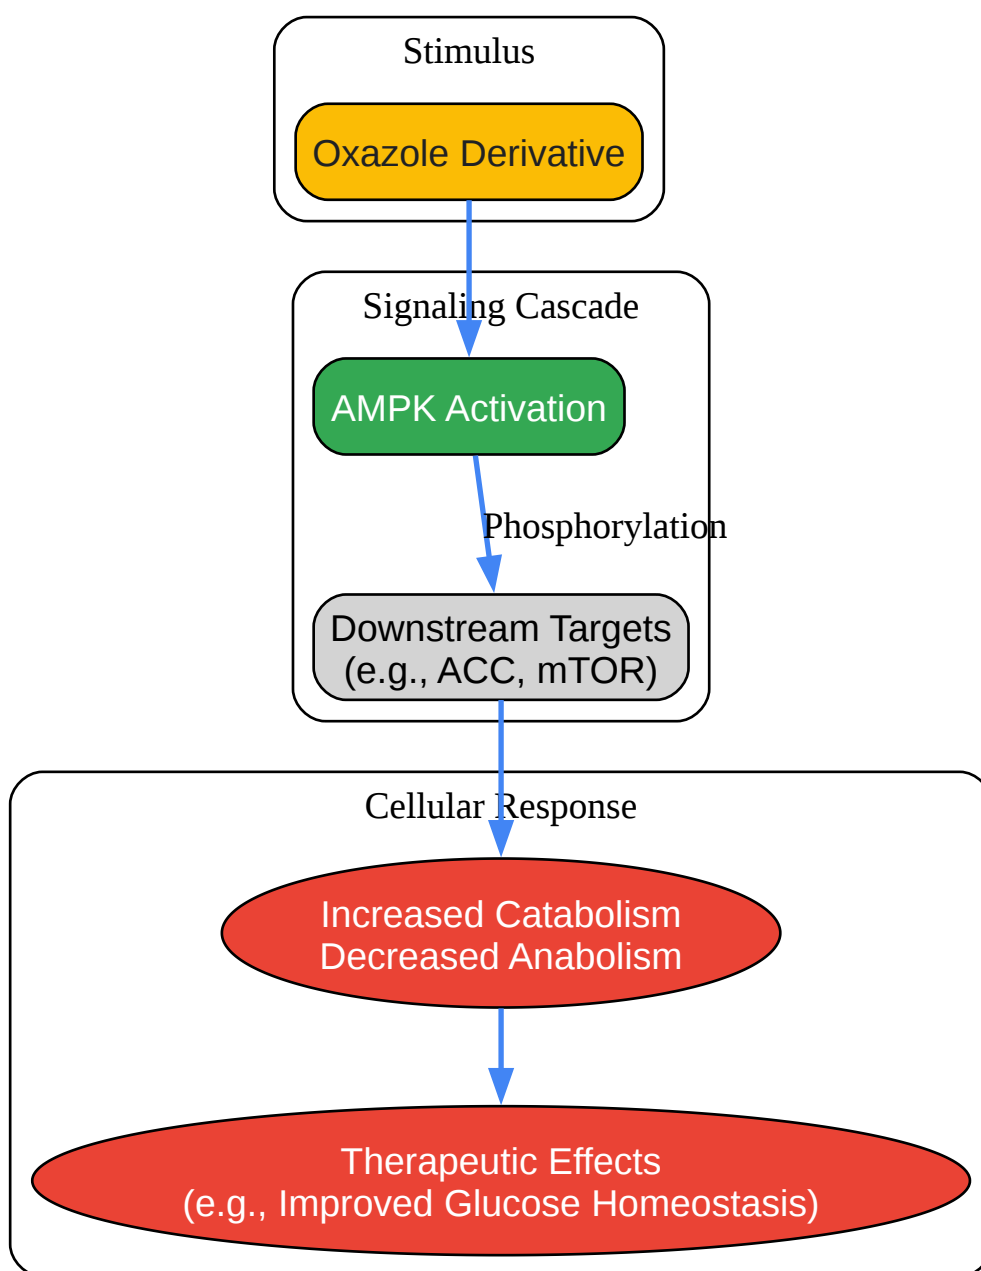 Stimulus
Oxazole Derivative
Signaling Cascade
AMPK Activation
Phosphorylation
Downstream Targets
(e.g., ACC, mTOR)
Cellular Response
Increased Catabolism
Decreased Anabolism
Therapeutic Effects
(e.g., Improved Glucose Homeostasis)